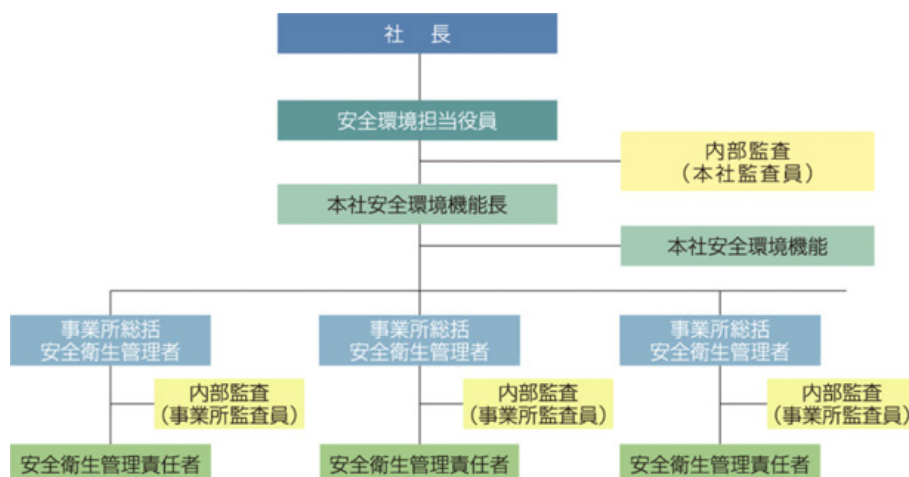 社　長
安全環境担当役員
内部監査
（本社監査員）
本社安全環境機能長
本社安全環境機能
事業所総括
安全衛生管理者
事業所総括
安全衛生管理者
事業所総括
安全衛生管理者
内部監査
（事業所監査員）
内部監査
（事業所監査員）
内部監査
（事業所監査員）
安全衛生管理責任者
安全衛生管理責任者
安全衛生管理責任者